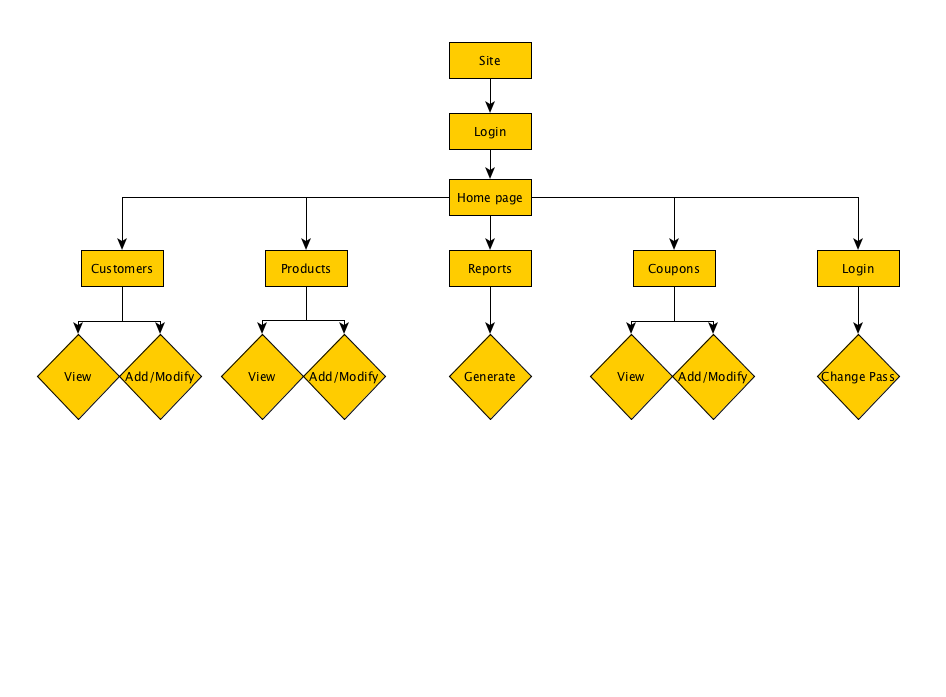 Site
Login
Home page
Customers
Products
Reports
Coupons
Login
View
Add/Modify
View
Add/Modify
Generate
View
Add/Modify
Change Pass